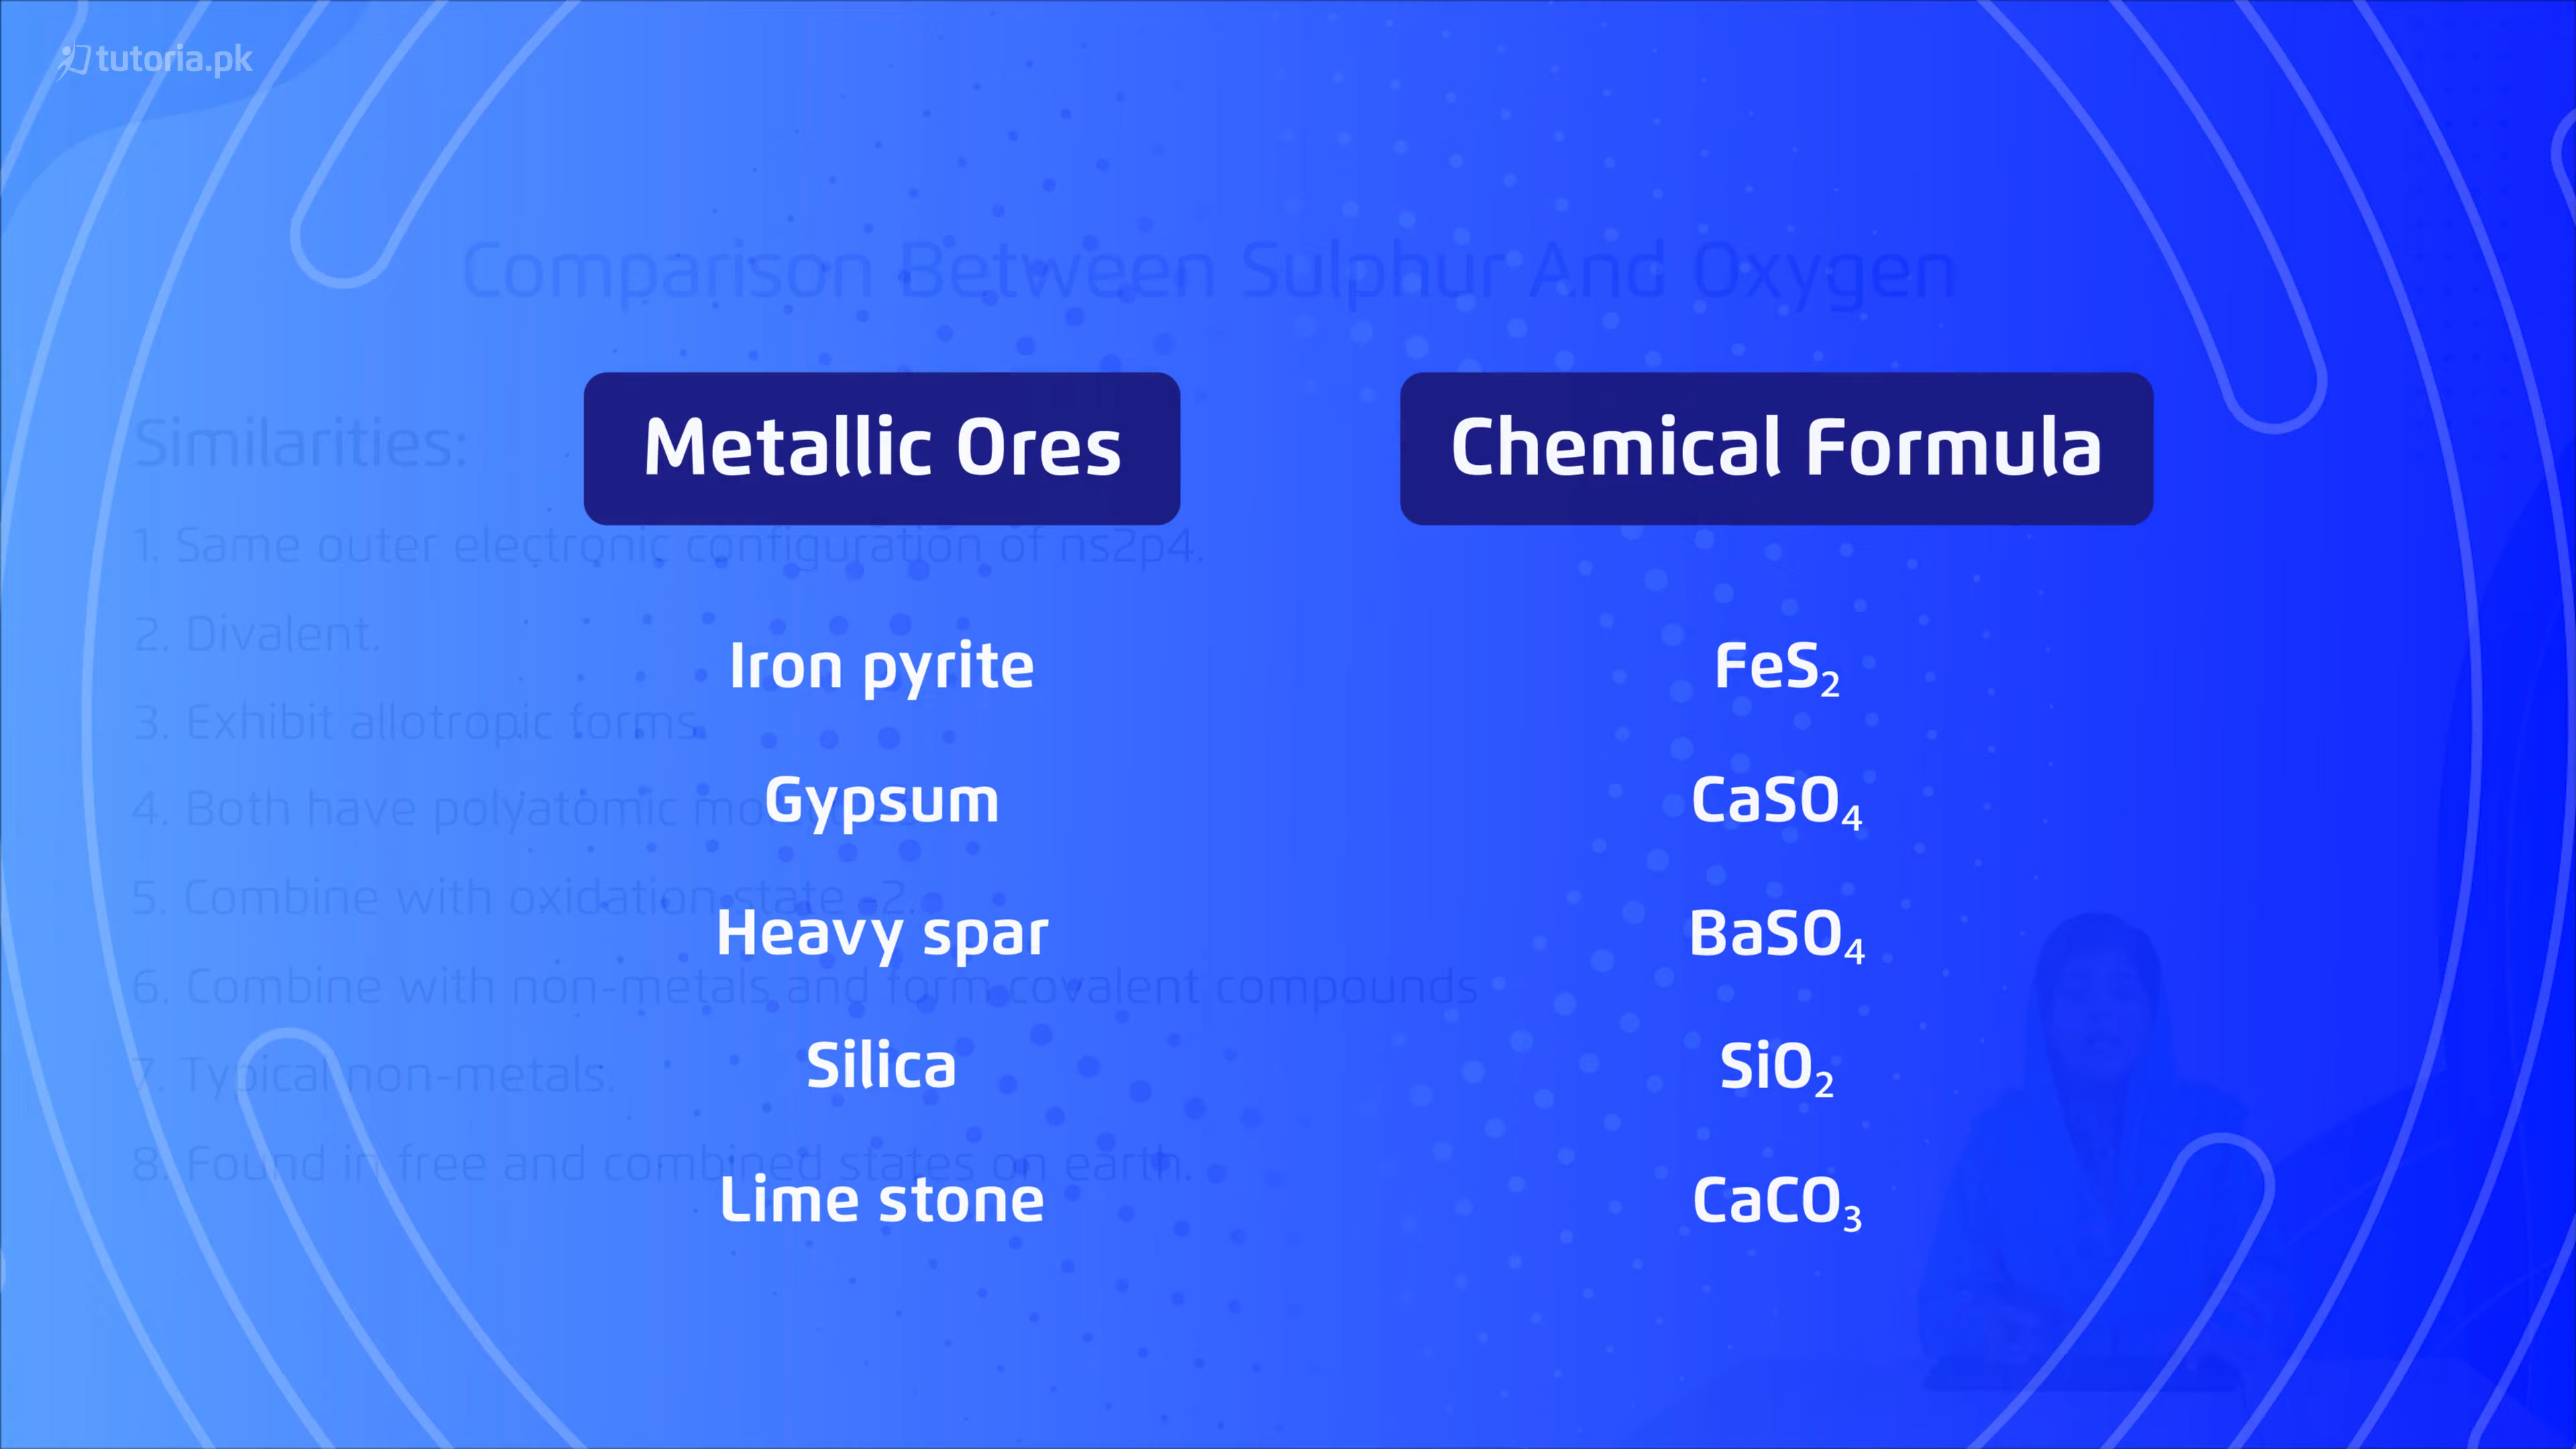 tutoria.pk
Comparison Between Sulphur And Oxygen
Metallic Ores Chemical Formula
Similarities:
1. Same outer electronic configuration of ns2p4.
2. Divalent.
Iron pyrite FeS₂
3. Exhibit allotropic forms.
Gypsum CaSO₄
4. Both have polyatomic
5. Combine with oxidation state -2.
Heavy spar BaSO₄
6. Combine with non-metals and form covalent compounds
Silica SiO₂
7. Typical non-metals.
8. Found in free and combined states on earth.
Lime stone CaCO₃